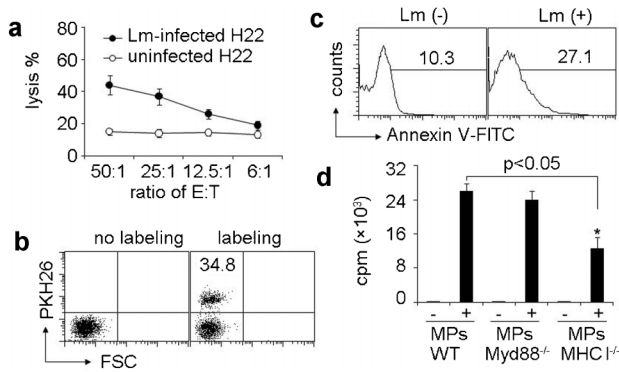 a
Lm-infected H22
uninfected H22
lysis %
80
60
40
20
0
50:1 25:1 12.5:1 6:1
ratio of E:T
b
no labeling labeling
34.8
PKH26
FSC
c
Lm (-) Lm (+)
10.3 27.1
counts
Annexin V-FITC
d
p<0.05
32
24
16
8
0
cpm (×10³)
*
- + - + - +
MPs MPs MPs
WT Myd88-/- MHC I-/-